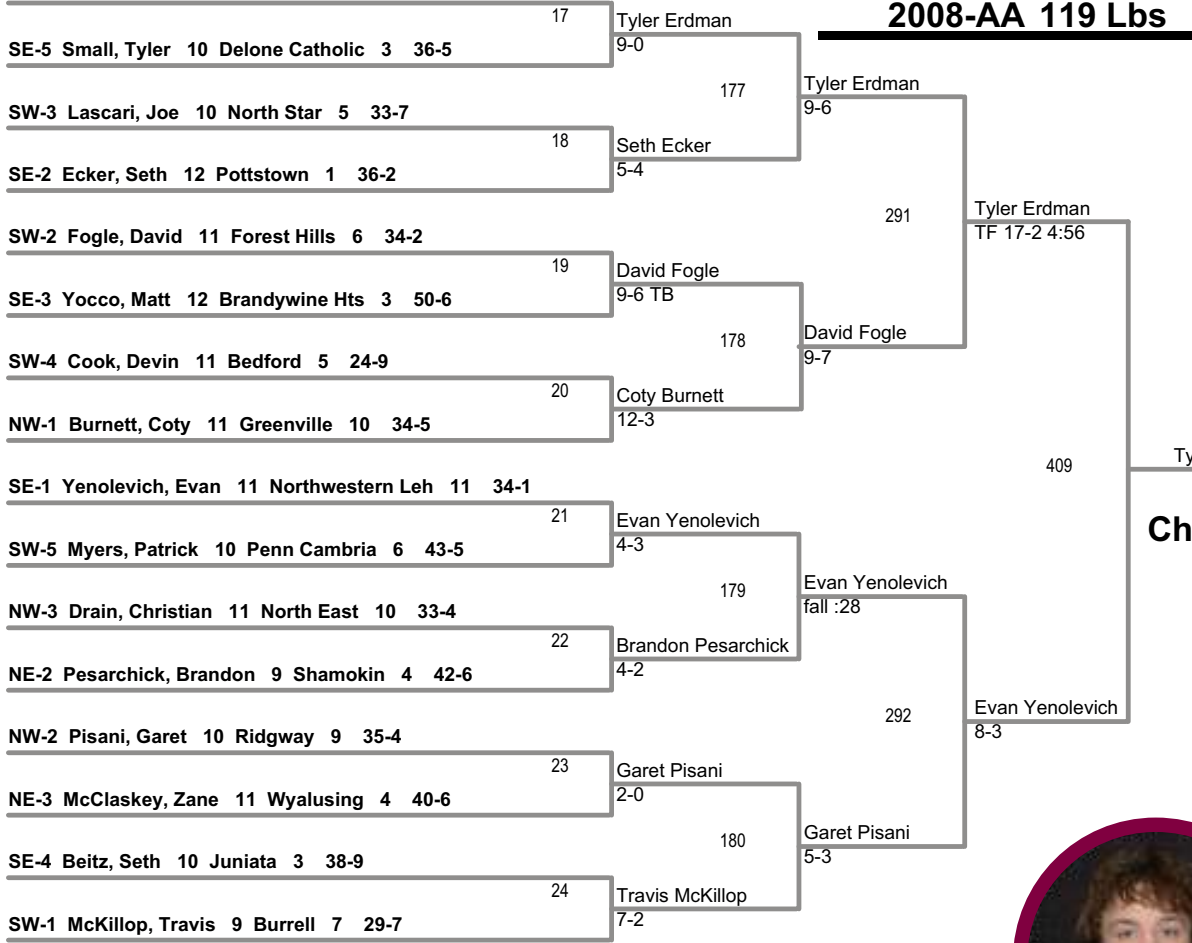 2008-AA 119 Lbs
17
Tyler Erdman
9-0
SE-5 Small, Tyler 10 Delone Catholic 3 36-5
177
Tyler Erdman
9-6
SW-3 Lascari, Joe 10 North Star 5 33-7
18
Seth Ecker
5-4
SE-2 Ecker, Seth 12 Pottstown 1 36-2
291
Tyler Erdman
TF 17-2 4:56
SW-2 Fogle, David 11 Forest Hills 6 34-2
19
David Fogle
9-6 TB
SE-3 Yocco, Matt 12 Brandywine Hts 3 50-6
178
David Fogle
9-7
SW-4 Cook, Devin 11 Bedford 5 24-9
20
Coty Burnett
12-3
NW-1 Burnett, Coty 11 Greenville 10 34-5
409
Ty
Ch
SE-1 Yenolevich, Evan 11 Northwestern Leh 11 34-1
21
Evan Yenolevich
4-3
SW-5 Myers, Patrick 10 Penn Cambria 6 43-5
179
Evan Yenolevich
fall :28
NW-3 Drain, Christian 11 North East 10 33-4
22
Brandon Pesarchick
4-2
NE-2 Pesarchick, Brandon 9 Shamokin 4 42-6
292
Evan Yenolevich
8-3
NW-2 Pisani, Garet 10 Ridgway 9 35-4
23
Garet Pisani
2-0
NE-3 McClaskey, Zane 11 Wyalusing 4 40-6
180
Garet Pisani
5-3
SE-4 Beitz, Seth 10 Juniata 3 38-9
24
Travis McKillop
7-2
SW-1 McKillop, Travis 9 Burrell 7 29-7